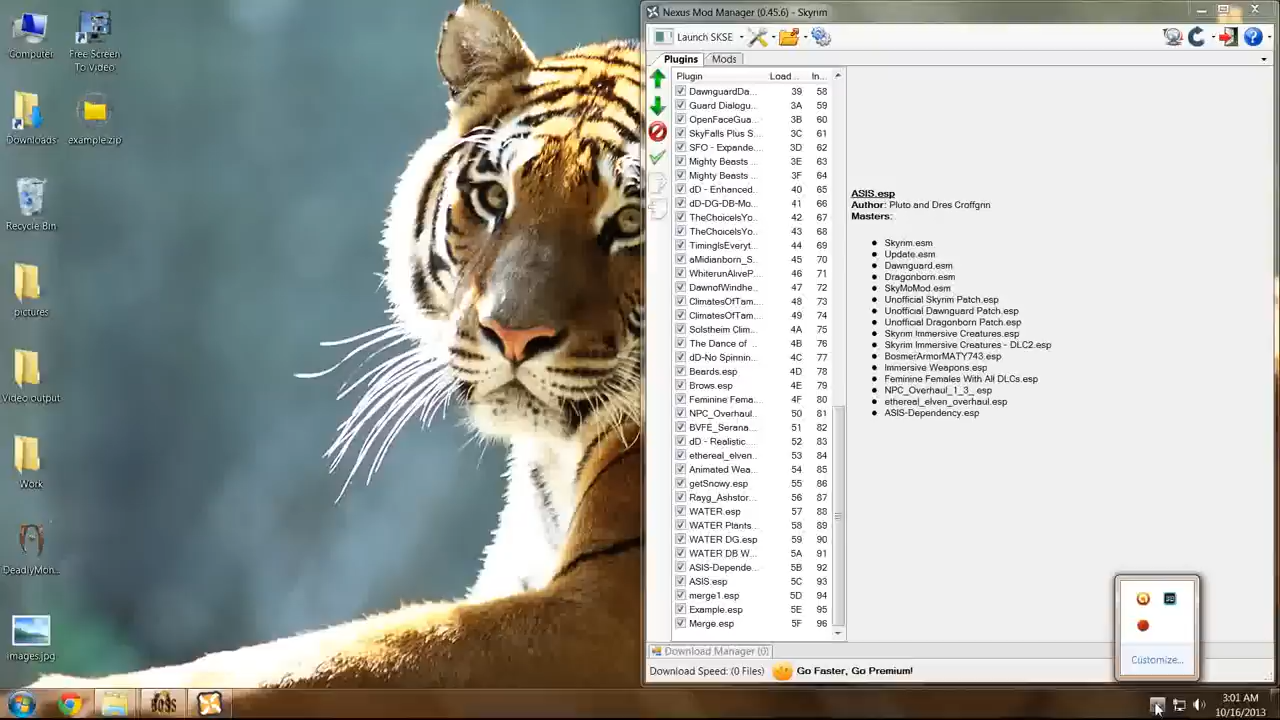 Computer
Free Screen To Video
Downloads
example.zip
Recycle Bin
pictures
Video output
Work
DeadlyMon...
images.jpg
Nexus Mod Manager (0.45.6) - Skyrim
Launch SKSE
Plugins Mods
Plugin Load... In...
DawnguardDa... 39 58
Guard Dialogu... 3A 59
OpenFaceGua... 3B 60
SkyFalls Plus S... 3C 61
SFO - Expande... 3D 62
Mighty Beasts ... 3E 63
Mighty Beasts ... 3F 64
dD - Enhanced... 40 65
dD-DG-DB-Mo... 41 66
TheChoiceIsYo... 42 67
TheChoiceIsYo... 43 68
TimingIsEveryt... 44 69
aMidianborn_S... 45 70
WhiterunAliveP... 46 71
DawnofWindhe... 47 72
ClimatesOfTam... 48 73
ClimatesOfTam... 49 74
Solstheim Clim... 4A 75
The Dance of ... 4B 76
dD-No Spinnin... 4C 77
Beards.esp 4D 78
Brows.esp 4E 79
Feminine Fema... 4F 80
NPC_Overhaul... 50 81
BVFE_Serana... 51 82
dD - Realistic... 52 83
ethereal_elven... 53 84
Animated Wea... 54 85
getSnowy.esp 55 86
Rayg_Ashstor... 56 87
WATER.esp 57 88
WATER Plants... 58 89
WATER DG.esp 59 90
WATER DB W... 5A 91
ASIS-Depende... 5B 92
ASIS.esp 5C 93
merge1.esp 5D 94
Example.esp 5E 95
Merge.esp 5F 96
ASIS.esp
Author: Pluto and Dres Croffgrin
Masters:
Skyrim.esm
Update.esm
Dawnguard.esm
Dragonborn.esm
SkyMoMod.esm
Unofficial Skyrim Patch.esp
Unofficial Dawnguard Patch.esp
Unofficial Dragonborn Patch.esp
Skyrim Immersive Creatures.esp
Skyrim Immersive Creatures - DLC2.esp
BosmerArmorMATY743.esp
Immersive Weapons.esp
Feminine Females With All DLCs.esp
NPC_Overhaul_1_3_.esp
ethereal_elven_overhaul.esp
ASIS-Dependency.esp
Customize...
Download Manager (0)
Download Speed: (0 Files) Go Faster, Go Premium!
BOSS
3:01 AM
10/16/2013